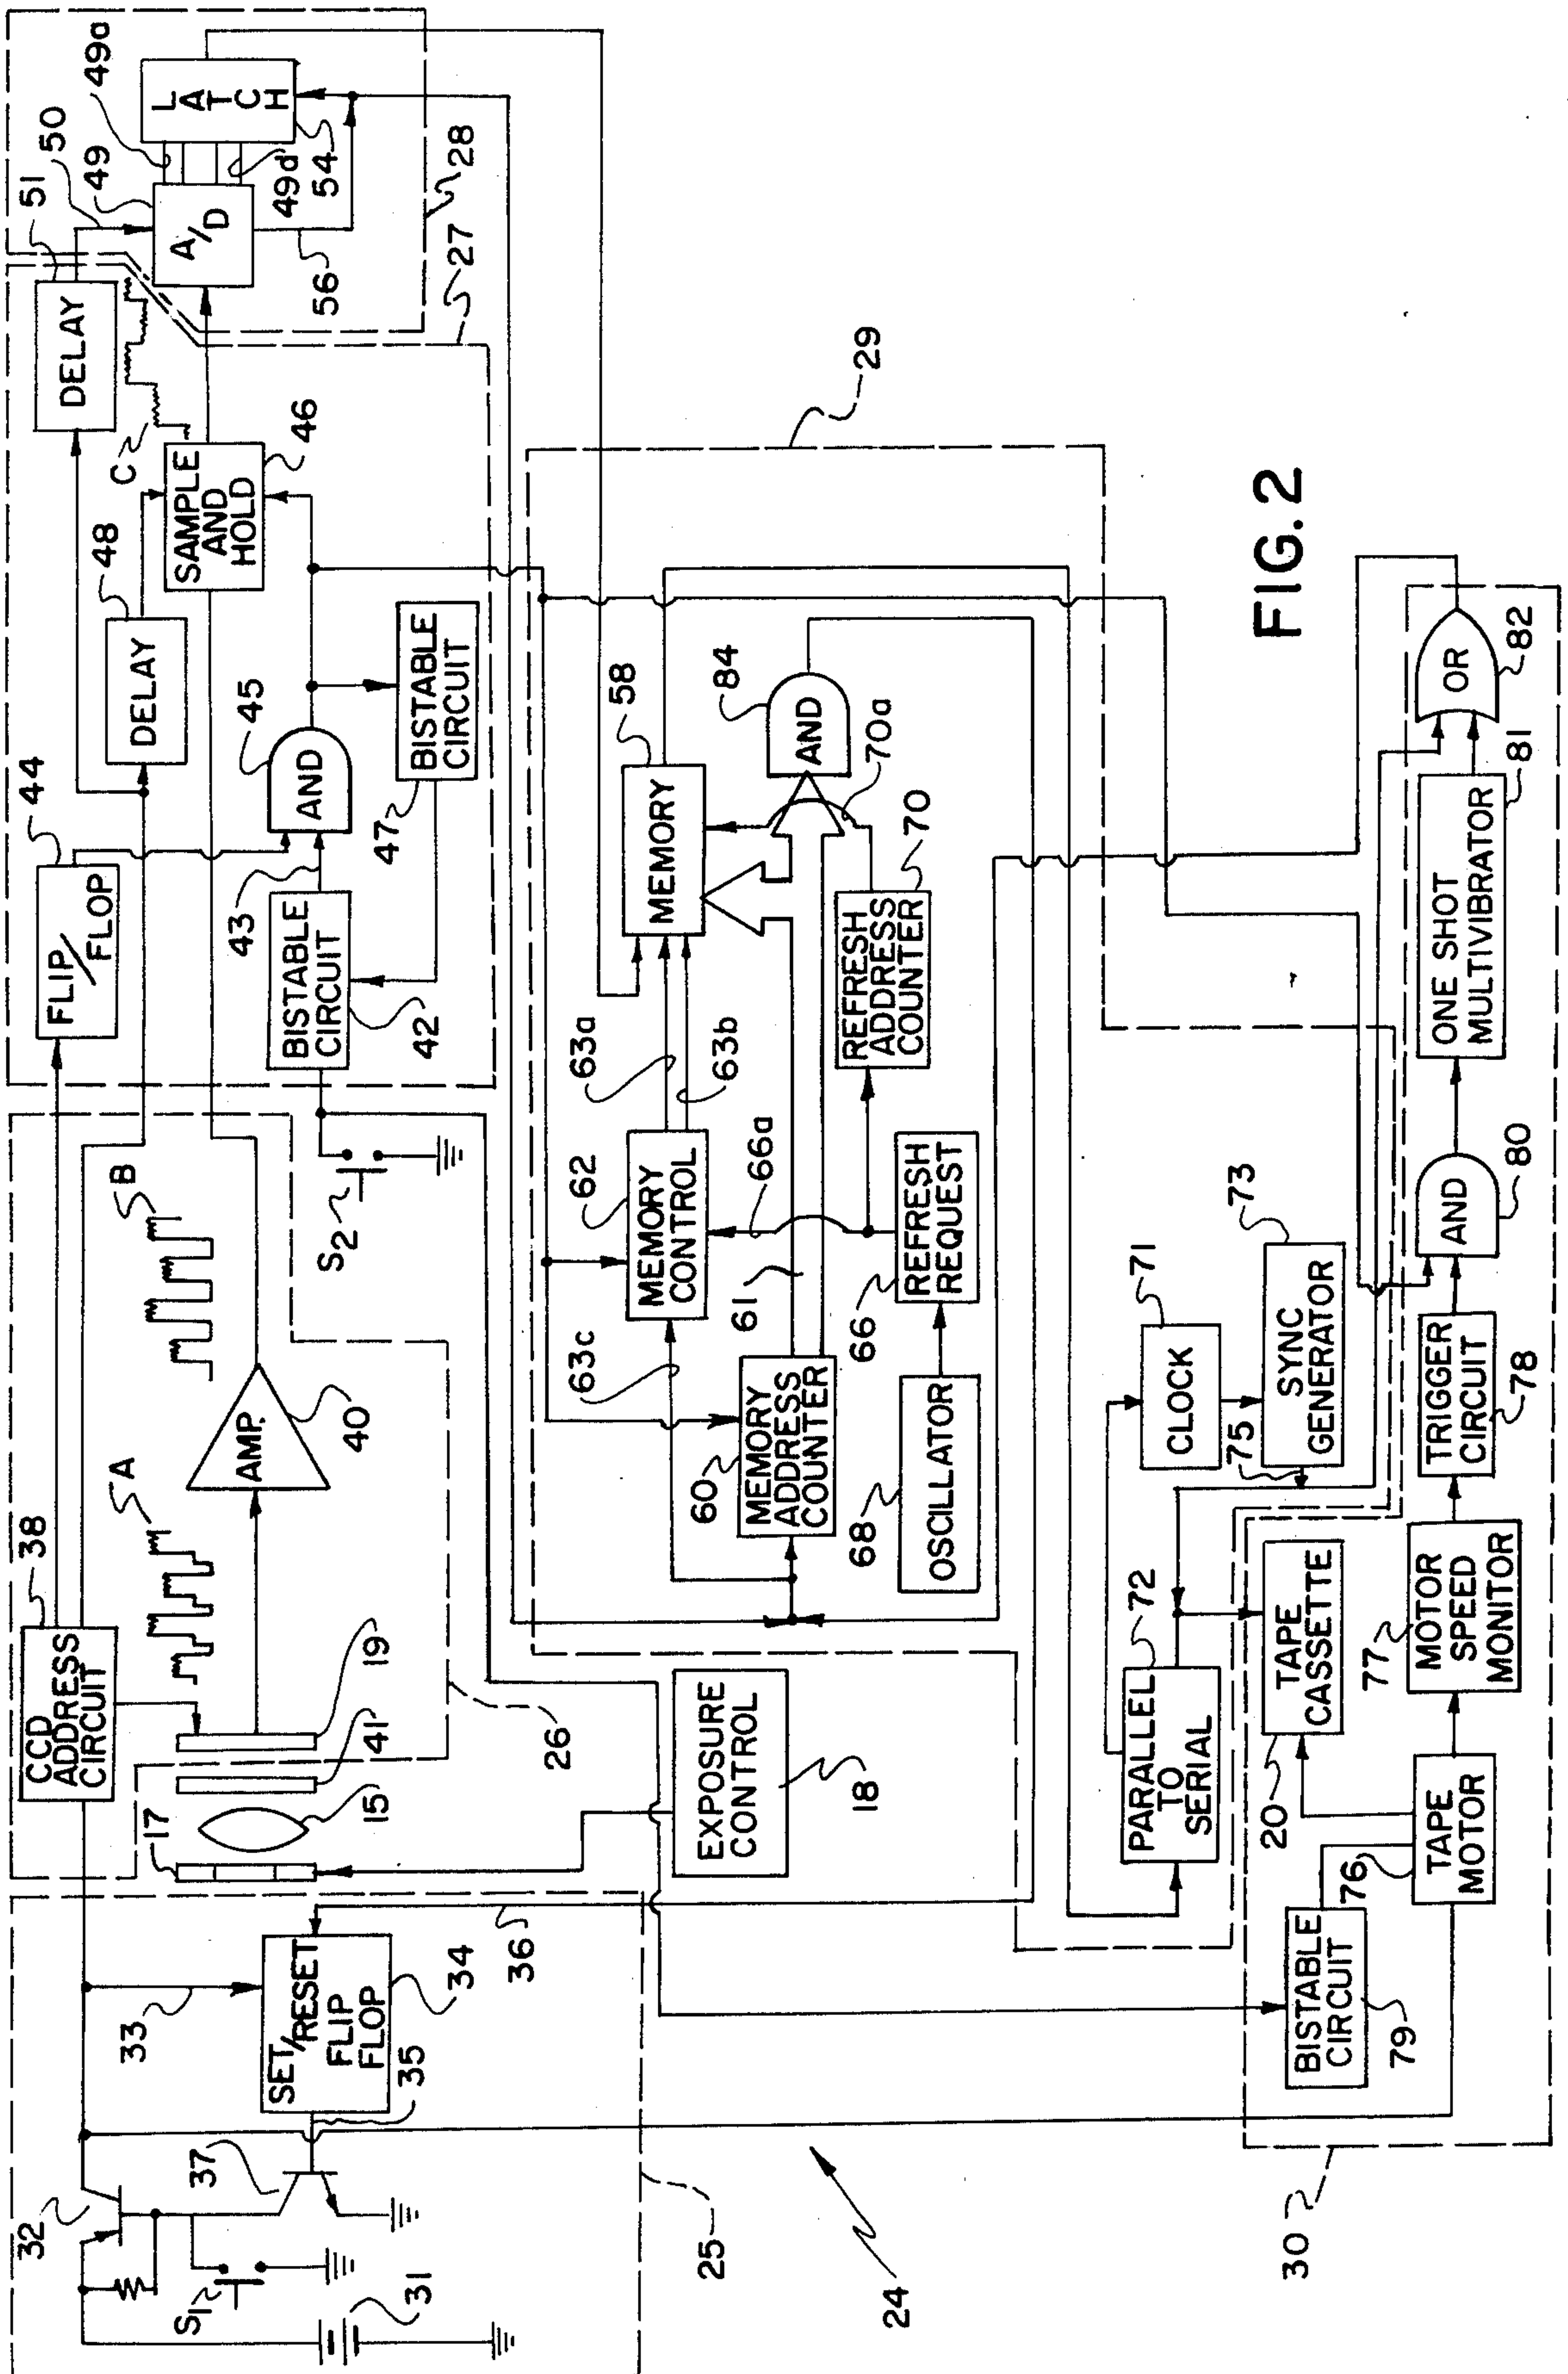 51
50
49
49a
DELAY
A/D
LATCH
49d
54
56
28
27
44
FLIP/FLOP
48
DELAY
C
SAMPLE
AND
HOLD
46
45
AND
43
BISTABLE
CIRCUIT
42
47
BISTABLE
CIRCUIT
38
CCD
ADDRESS
CIRCUIT
A
B
AMP.
40
S2
17
15
41
19
26
EXPOSURE
CONTROL
18
32
33
SET/RESET
FLIP
FLOP
34
35
36
37
S1
31
25
24
29
58
MEMORY
84
AND
70a
63a
63b
62
MEMORY
CONTROL
63c
66a
61
60
MEMORY
ADDRESS
COUNTER
REFRESH
ADDRESS
COUNTER
70
66
REFRESH
REQUEST
68
OSCILLATOR
71
CLOCK
73
SYNC
GENERATOR
75
72
PARALLEL
TO
SERIAL
20
TAPE
CASSETTE
76
TAPE
MOTOR
77
MOTOR
SPEED
MONITOR
TRIGGER
CIRCUIT
78
BISTABLE
CIRCUIT
79
AND
80
ONE SHOT
MULTIVIBRATOR
81
OR
82
30
FIG. 2